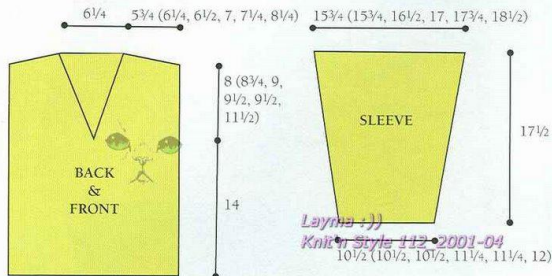 6¼ 5¾ (6¼, 6½, 7, 7¼, 8¼)
8 (8¾, 9,
9½, 9½,
11½)
14
BACK
&
FRONT
15¾ (15¾, 16½, 17, 17¾, 18½)
SLEEVE
17½
Layma :))
Knit'n Style 112_2001-04
10½ (10½, 10½, 11¼, 11¼, 12)